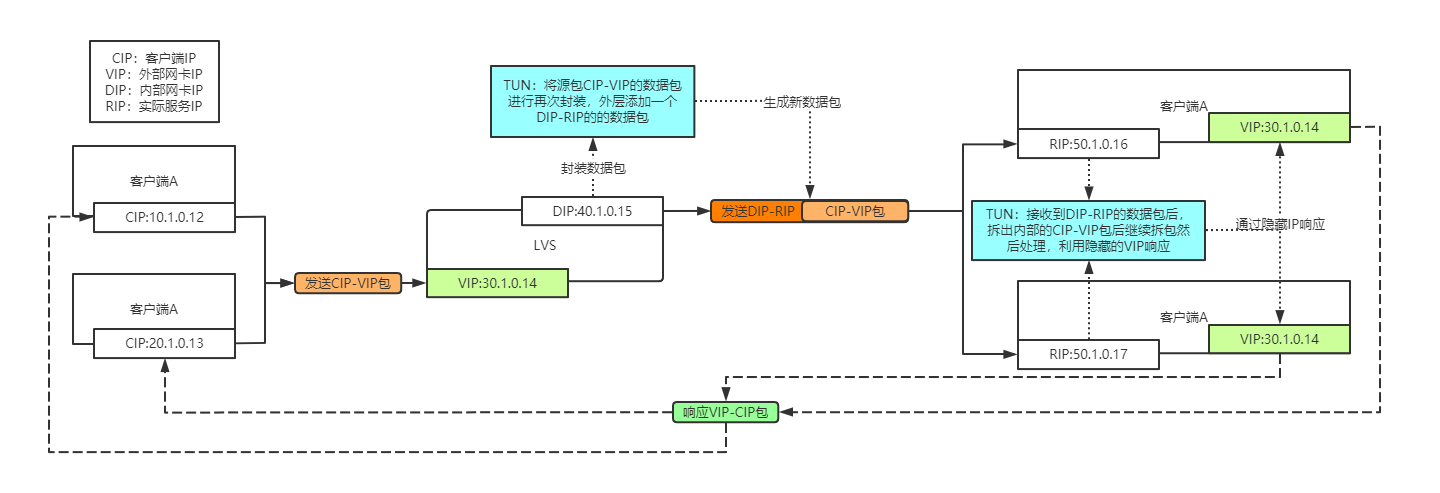 CIP：客户端IP
VIP：外部网卡IP
DIP：内部网卡IP
RIP：实际服务IP
客户端A
CIP:10.1.0.12
客户端A
CIP:20.1.0.13
发送CIP-VIP包
TUN：将源包CIP-VIP的数据包
进行再次封装，外层添加一个
DIP-RIP的的数据包
封装数据包
DIP:40.1.0.15
LVS
VIP:30.1.0.14
生成新数据包
发送DIP-RIP
CIP-VIP包
客户端A
VIP:30.1.0.14
RIP:50.1.0.16
TUN：接收到DIP-RIP的数据包后，
拆出内部的CIP-VIP包后继续拆包然
后处理，利用隐藏的VIP响应
通过隐藏IP响应
客户端A
VIP:30.1.0.14
RIP:50.1.0.17
响应VIP-CIP包